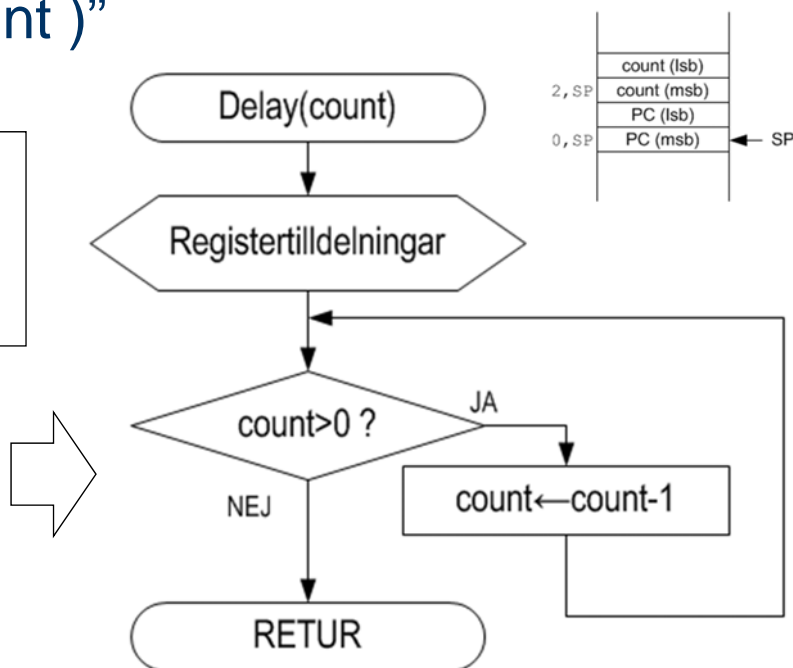 nt )”
Delay(count)
count (lsb)
2,SP
count (msb)
PC (lsb)
0,SP
PC (msb)
SP
Registertilldelningar
count>0 ?
JA
count←count-1
NEJ
RETUR